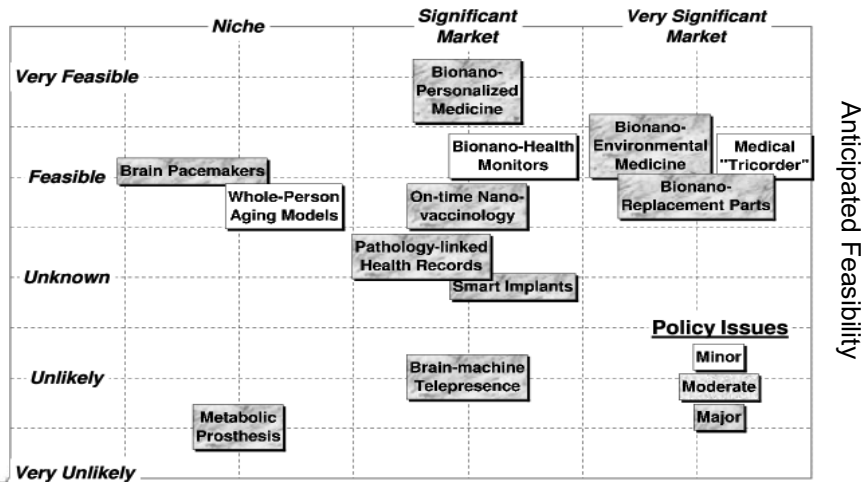 Niche
Significant
Market
Very Significant
Market
Very Feasible
Bionano-
Personalized
Medicine
Bionano-Health
Monitors
Bionano-
Environmental
Medicine
Medical
"Tricorder"
Feasible
Brain Pacemakers
Whole-Person
Aging Models
On-time Nano-
vaccinology
Bionano-
Replacement Parts
Pathology-linked
Health Records
Unknown
Smart Implants
Policy Issues
Minor
Moderate
Major
Unlikely
Brain-machine
Telepresence
Metabolic
Prosthesis
Very Unlikely
Anticipated Feasibility